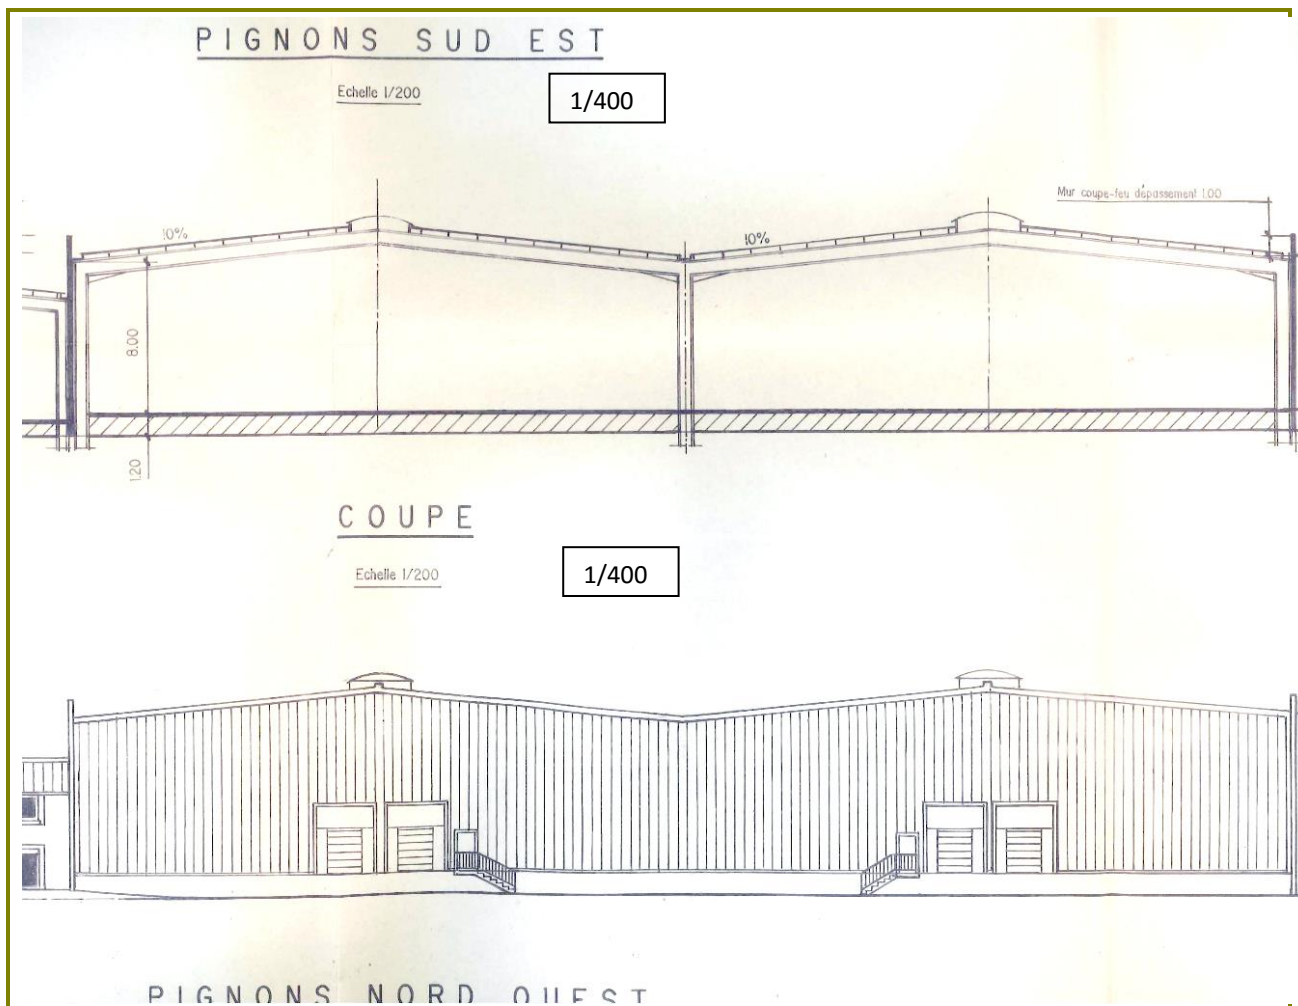 PIGNONS SUD EST
Echelle 1/200
1/400
Mur coupe-feu dépassement 1.00
10%
10%
8.00
1.20
COUPE
Echelle 1/200
1/400
PIGNONS NORD OUEST